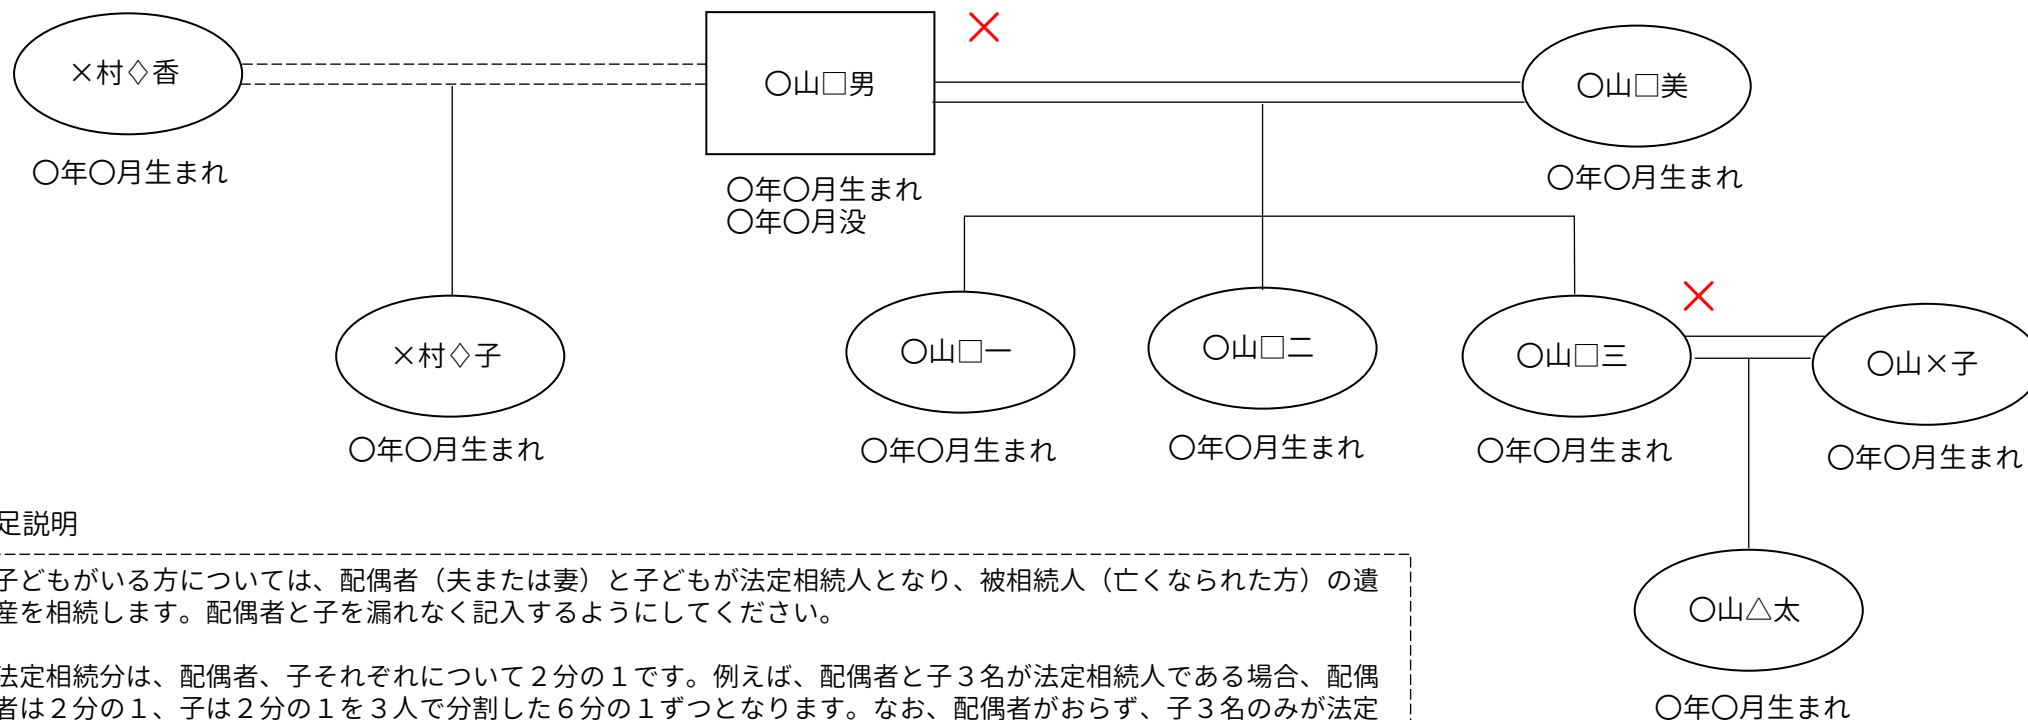 ×村◇香
〇年〇月生まれ
〇山□男
〇年〇月生まれ
〇年〇月没
〇山□美
〇年〇月生まれ
×村◇子
〇年〇月生まれ
〇山□一
〇年〇月生まれ
〇山□二
〇年〇月生まれ
〇山□三
〇年〇月生まれ
〇山×子
〇年〇月生まれ
〇山△太
〇年〇月生まれ
足説明
子どもがいる方については、配偶者（夫または妻）と子どもが法定相続人となり、被相続人（亡くなられた方）の遺
産を相続します。配偶者と子を漏れなく記入するようにしてください。
法定相続分は、配偶者、子それぞれについて２分の１です。例えば、配偶者と子３名が法定相続人である場合、配偶
者は２分の１、子は２分の１を３人で分割した６分の１ずつとなります。なお、配偶者がおらず、子３名のみが法定